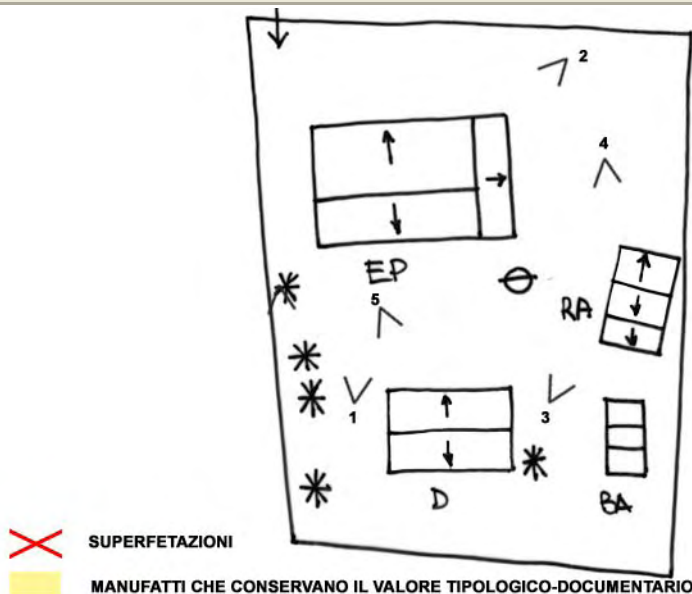 2
4
EP
5
RA
1
3
D
BA
SUPERFETAZIONI
MANUFATTI CHE CONSERVANO IL VALORE TIPOLOGICO-DOCUMENTARIO